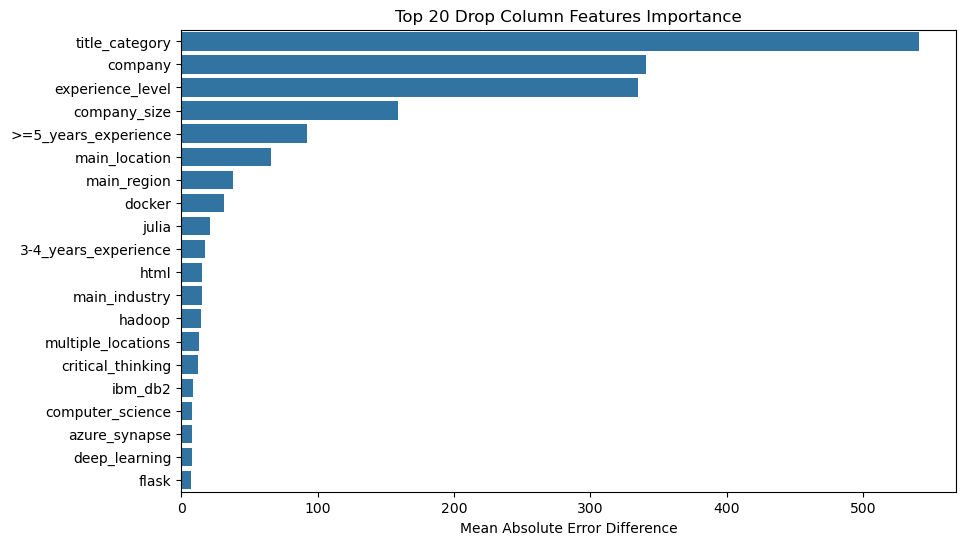 Top 20 Drop Column Features Importance
title_category
company
experience_level
company_size
>=5_years_experience
main_location
main_region
docker
julia
3-4_years_experience
html
main_industry
hadoop
multiple_locations
critical_thinking
ibm_db2
computer_science
azure_synapse
deep_learning
flask
0 100 200 300 400 500
Mean Absolute Error Difference